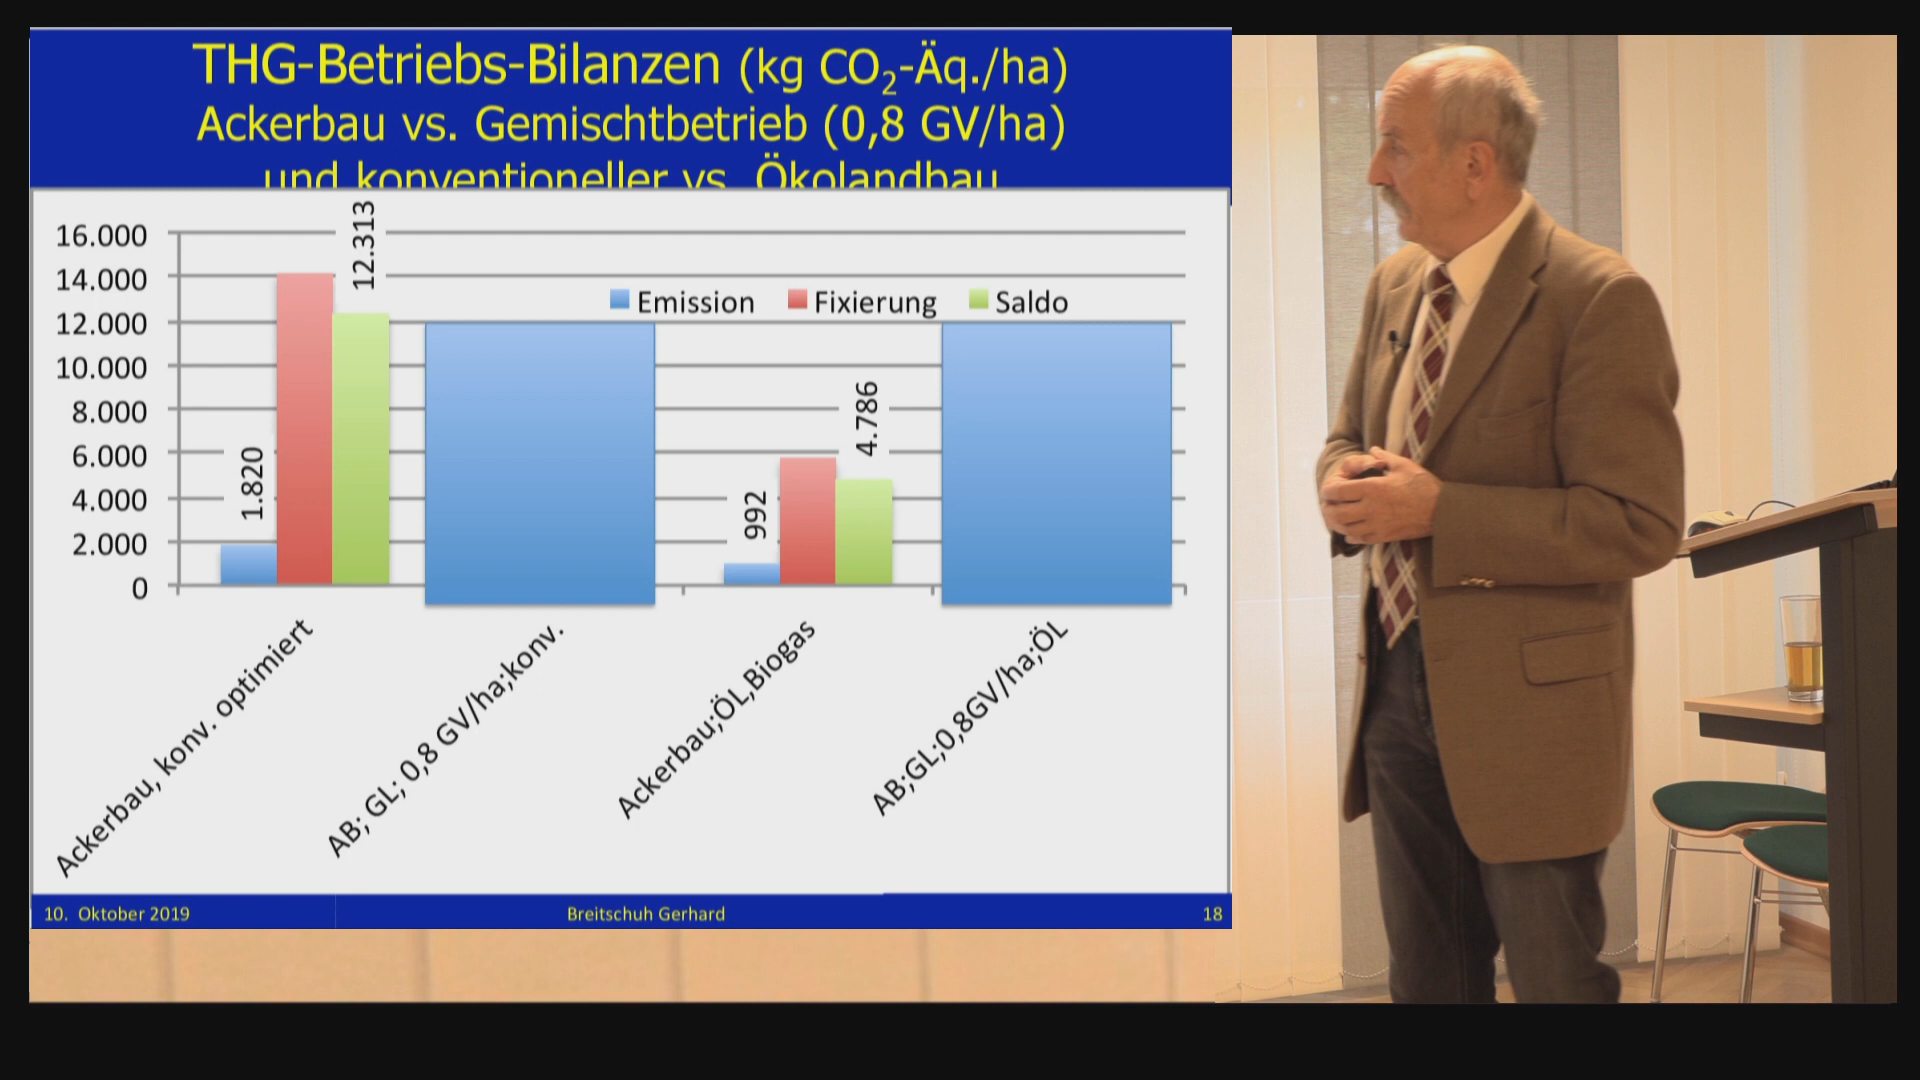 THG-Betriebs-Bilanzen (kg CO₂-Äq./ha)
Ackerbau vs. Gemischtbetrieb (0,8 GV/ha)
und konventioneller vs. Ökolandbau
16.000
14.000
12.000
10.000
8.000
6.000
4.000
2.000
0
1.820
12.313
992
4.786
Emission
Fixierung
Saldo
Ackerbau, konv. optimiert
AB; GL; 0,8 GV/ha;konv.
Ackerbau;ÖL,Biogas
AB;GL;0,8GV/ha;ÖL
10. Oktober 2019
Breitschuh Gerhard
18